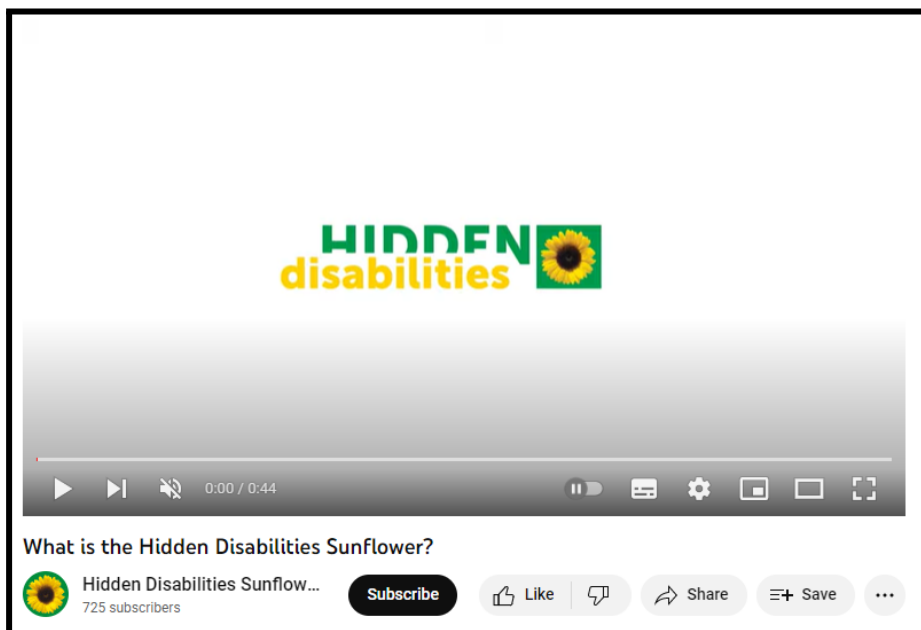 HIDDEN
disabilities
0:00 / 0:44
What is the Hidden Disabilities Sunflower?
Hidden Disabilities Sunflow...
Subscribe
Like
Share
Save
725 subscribers